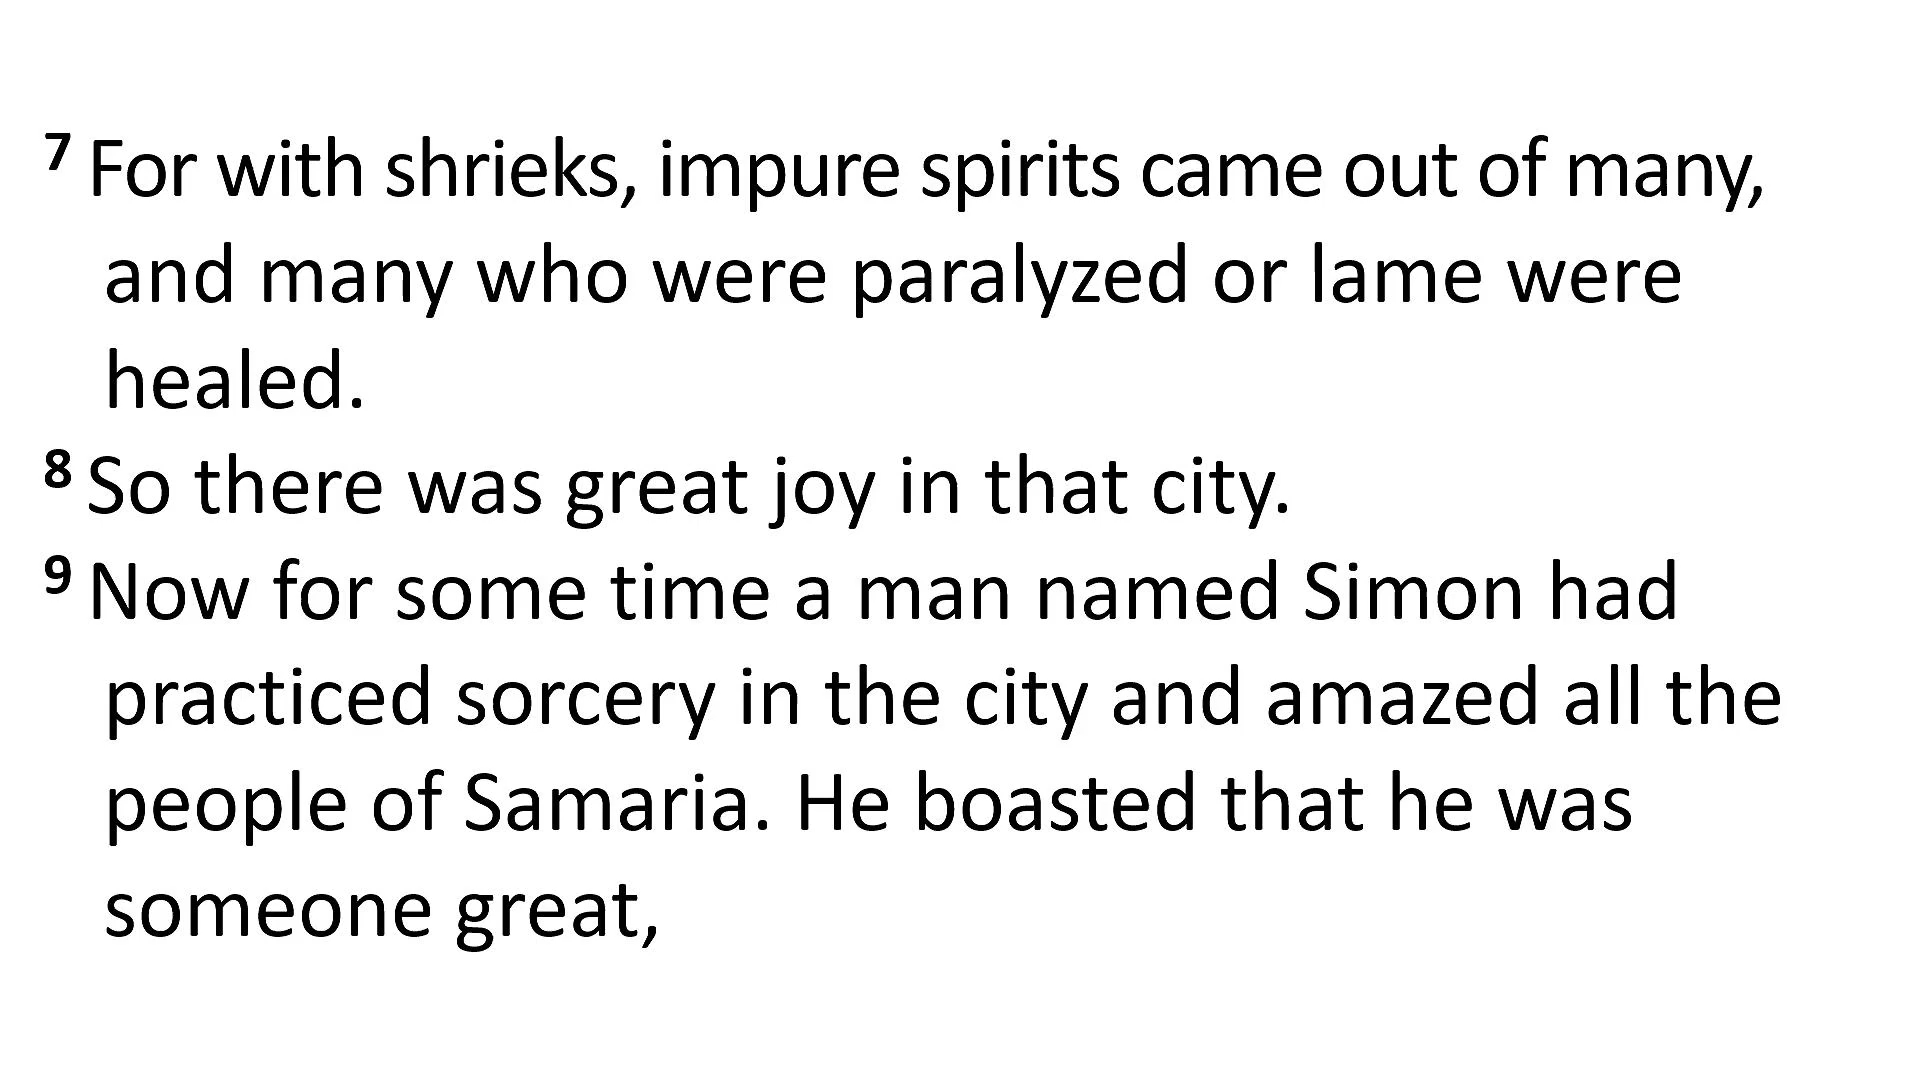 7 For with shrieks, impure spirits came out of many,
and many who were paralyzed or lame were
healed.
8 So there was great joy in that city.
9 Now for some time a man named Simon had
practiced sorcery in the city and amazed all the
people of Samaria. He boasted that he was
someone great,